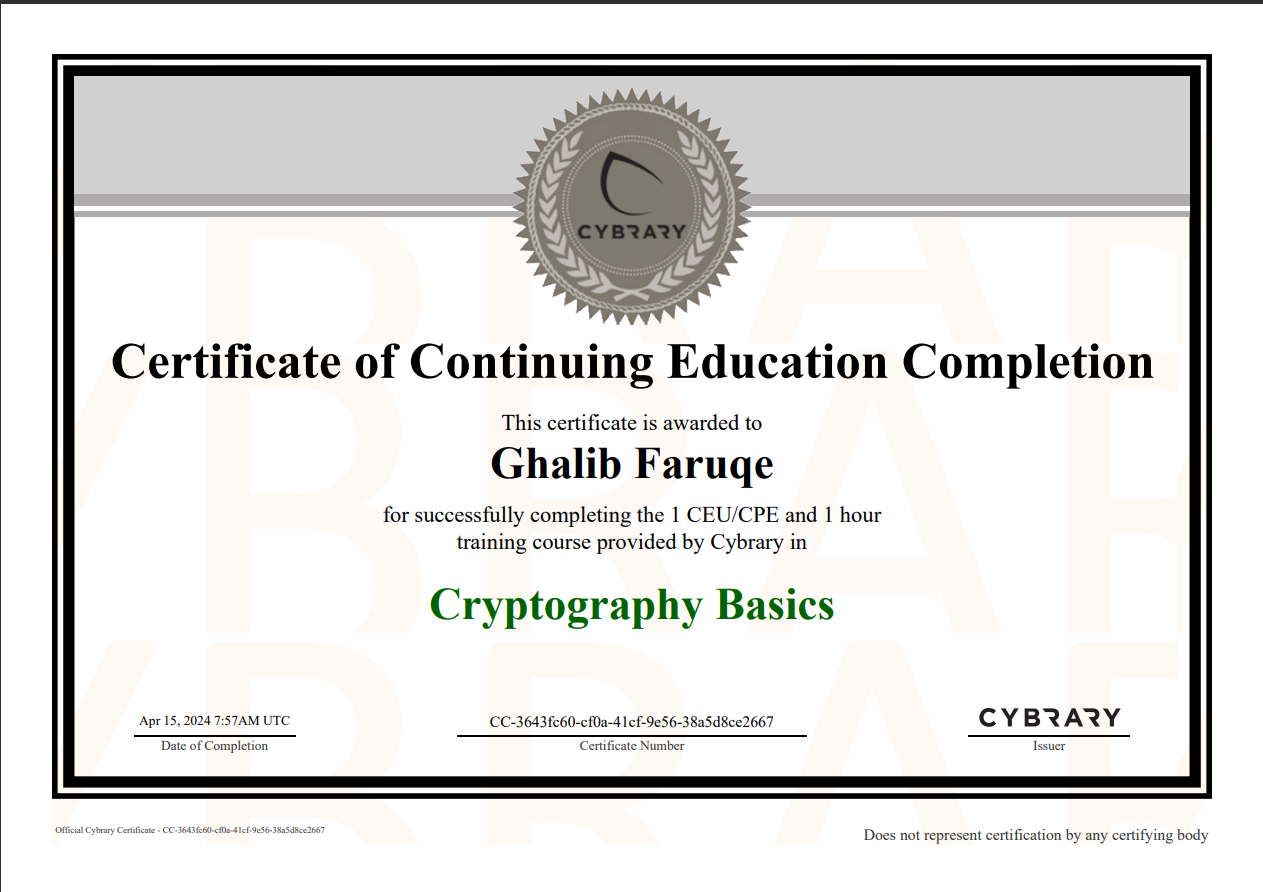 CYBRARY
Certificate of Continuing Education Completion
This certificate is awarded to
Ghalib Faruqe
for successfully completing the 1 CEU/CPE and 1 hour
training course provided by Cybrary in
Cryptography Basics
Apr 15, 2024 7:57AM UTC
Date of Completion
CC-3643fc60-cf0a-41cf-9e56-38a5d8ce2667
Certificate Number
CYBRARY
Issuer
Official Cybrary Certificate - CC-3643fc60-cf0a-41cf-9e56-38a5d8ce2667
Does not represent certification by any certifying body